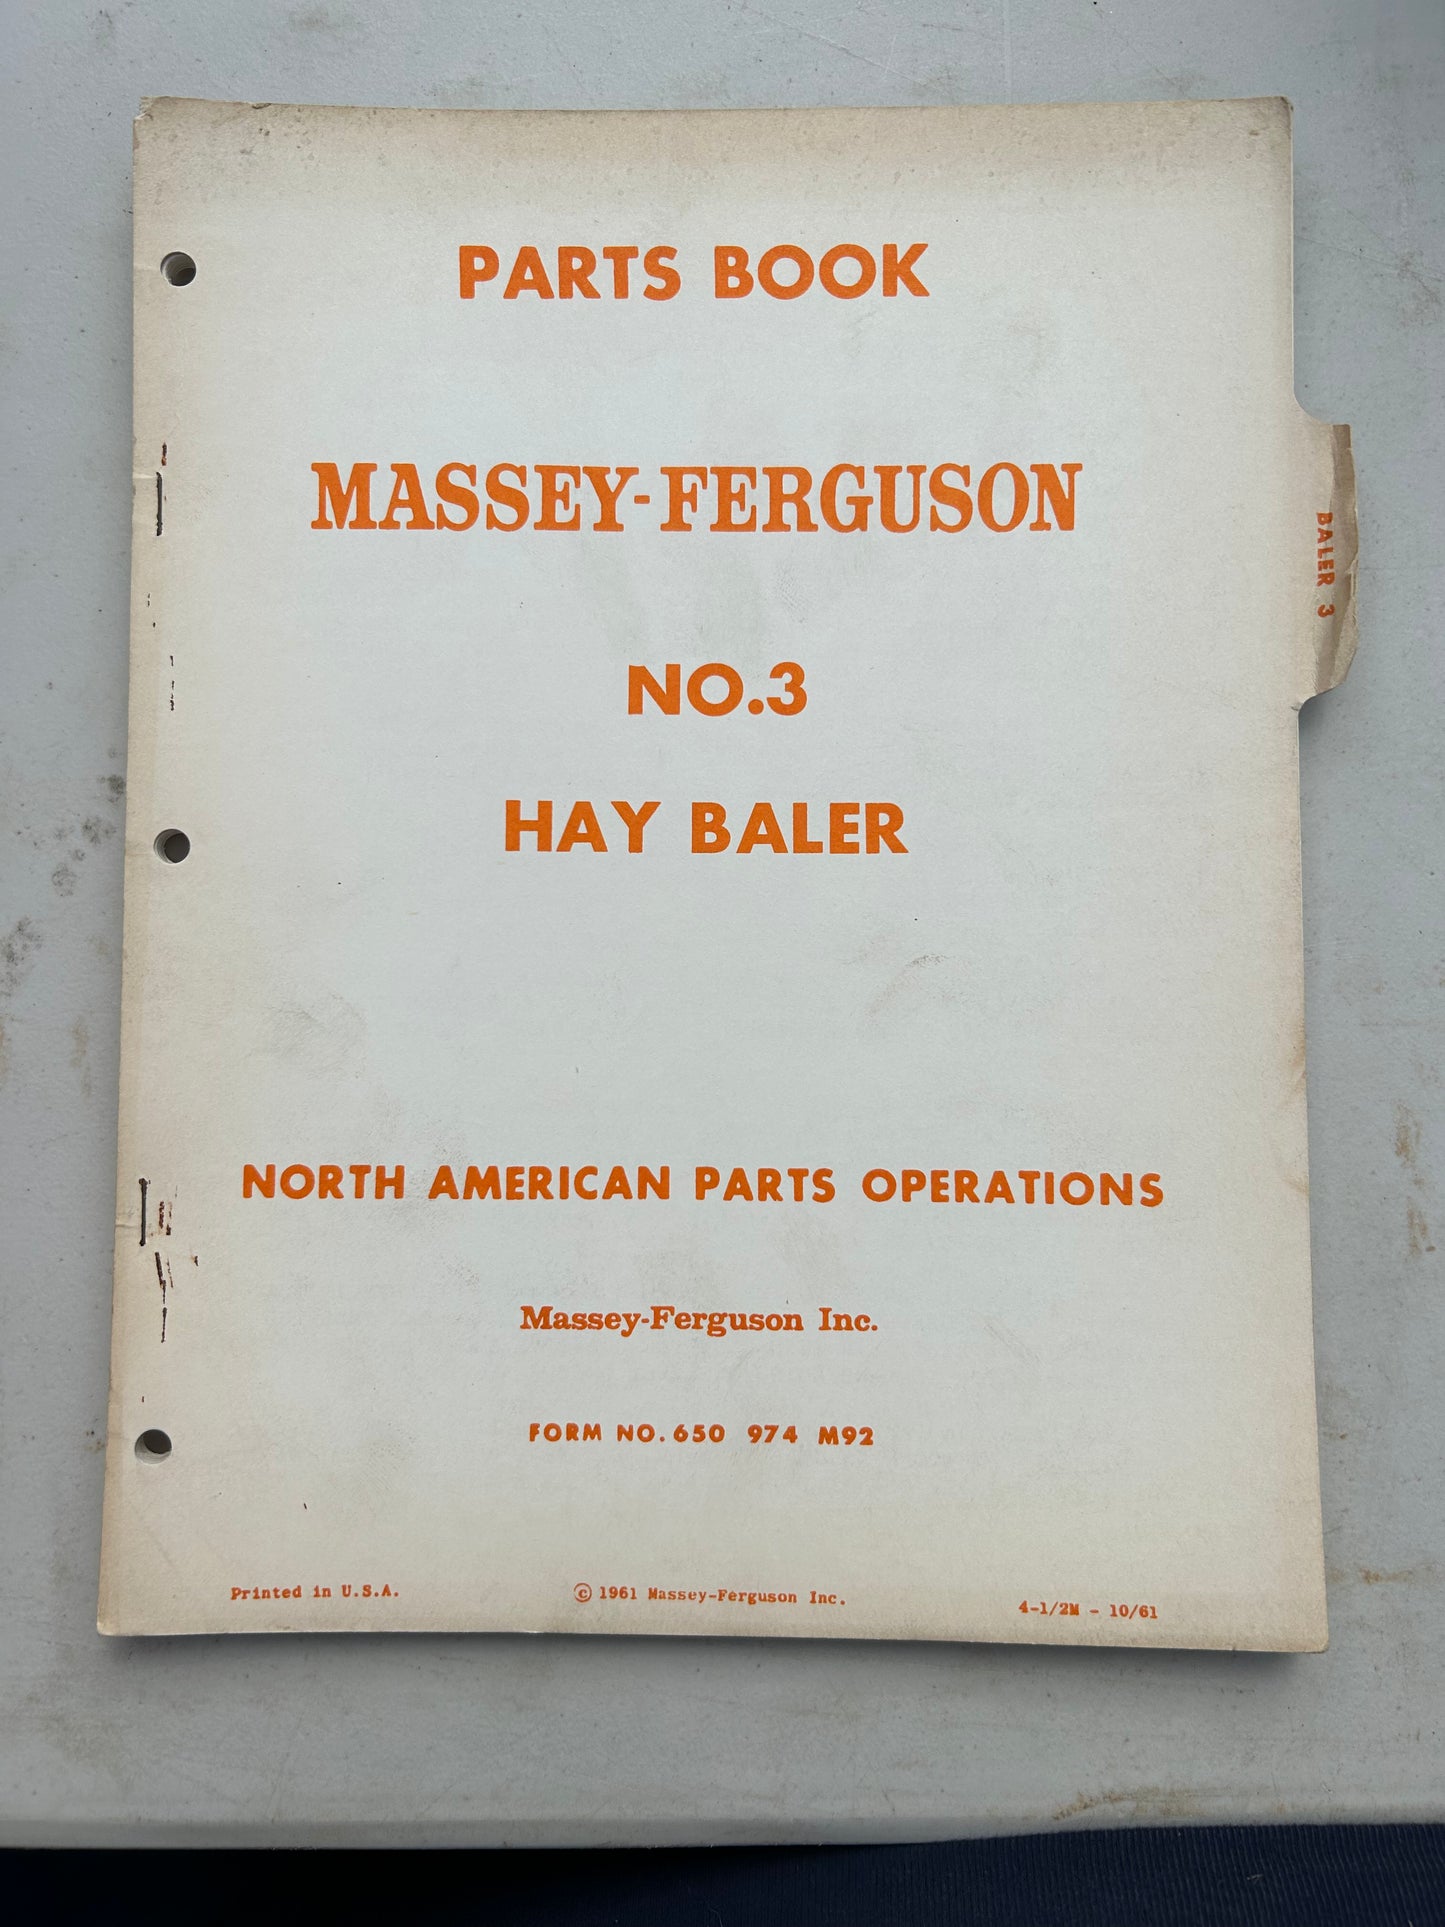 PARTS BOOK
MASSEY-FERGUSON
BALER 3
NO.3
HAY BALER
NORTH AMERICAN PARTS OPERATIONS
Massey-Ferguson Inc.
FORM NO. 650 974 M92
Printed in U.S.A.
© 1961 Massey-Ferguson Inc.
4-1/2M - 10/61